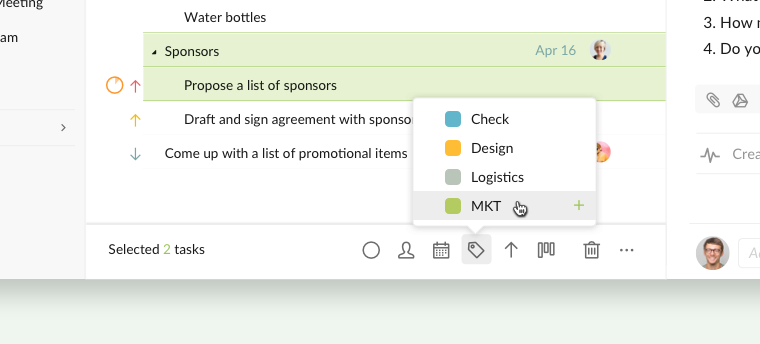 Meeting
am
Water bottles
Sponsors
Apr 16
Propose a list of sponsors
Draft and sign agreement with sponso
Come up with a list of promotional items
Check
Design
Logistics
MKT
+
Selected 2 tasks
3. How
4. Do yo
Crea
Ad